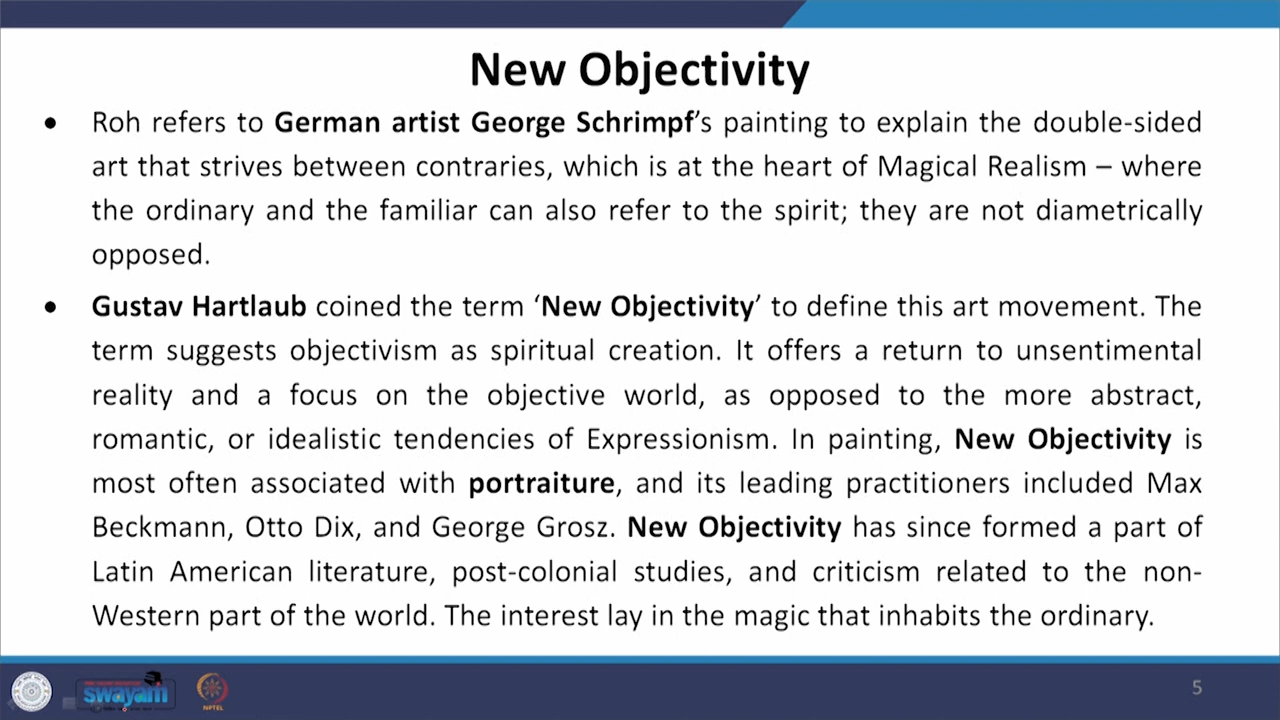 New Objectivity
• Roh refers to German artist George Schrimpf's painting to explain the double-sided
art that strives between contraries, which is at the heart of Magical Realism – where
the ordinary and the familiar can also refer to the spirit; they are not diametrically
opposed.
• Gustav Hartlaub coined the term ‘New Objectivity’ to define this art movement. The
term suggests objectivism as spiritual creation. It offers a return to unsentimental
reality and a focus on the objective world, as opposed to the more abstract,
romantic, or idealistic tendencies of Expressionism. In painting, New Objectivity is
most often associated with portraiture, and its leading practitioners included Max
Beckmann, Otto Dix, and George Grosz. New Objectivity has since formed a part of
Latin American literature, post-colonial studies, and criticism related to the non-
Western part of the world. The interest lay in the magic that inhabits the ordinary.
swayam
NPTEL
5